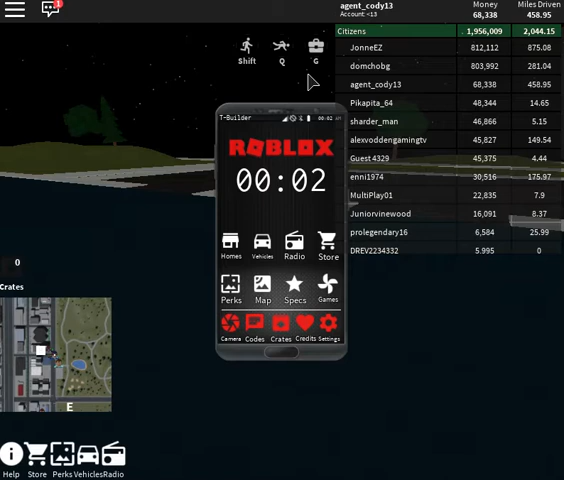 1
agent_cody13
Account: <13
Money
68,338
Miles Driven
458.95
Citizens 1,956,009 2,044.15
JonneEZ 812,112 875.08
domchobg 803,992 281.04
agent_cody13 68,338 458.95
Pikapita_64 48,344 14.65
sharder_man 46,866 5.15
alexvoddengamingtv 45,827 149.54
Guest 4329 45,375 4.44
enni1974 30,516 175.97
MultiPlay01 22,835 7.9
Juniorvinewood 16,091 8.37
prolegendary16 6,584 25.99
DREV2234332 5,995 0
Shift Q G
T-Builder 00:02 AM
ROBLOX
00:02
Homes Vehicles Radio Store
Perks Map Specs Games
Camera Codes Crates Credits Settings
0
Crates
E
Help Store Perks Vehicles Radio